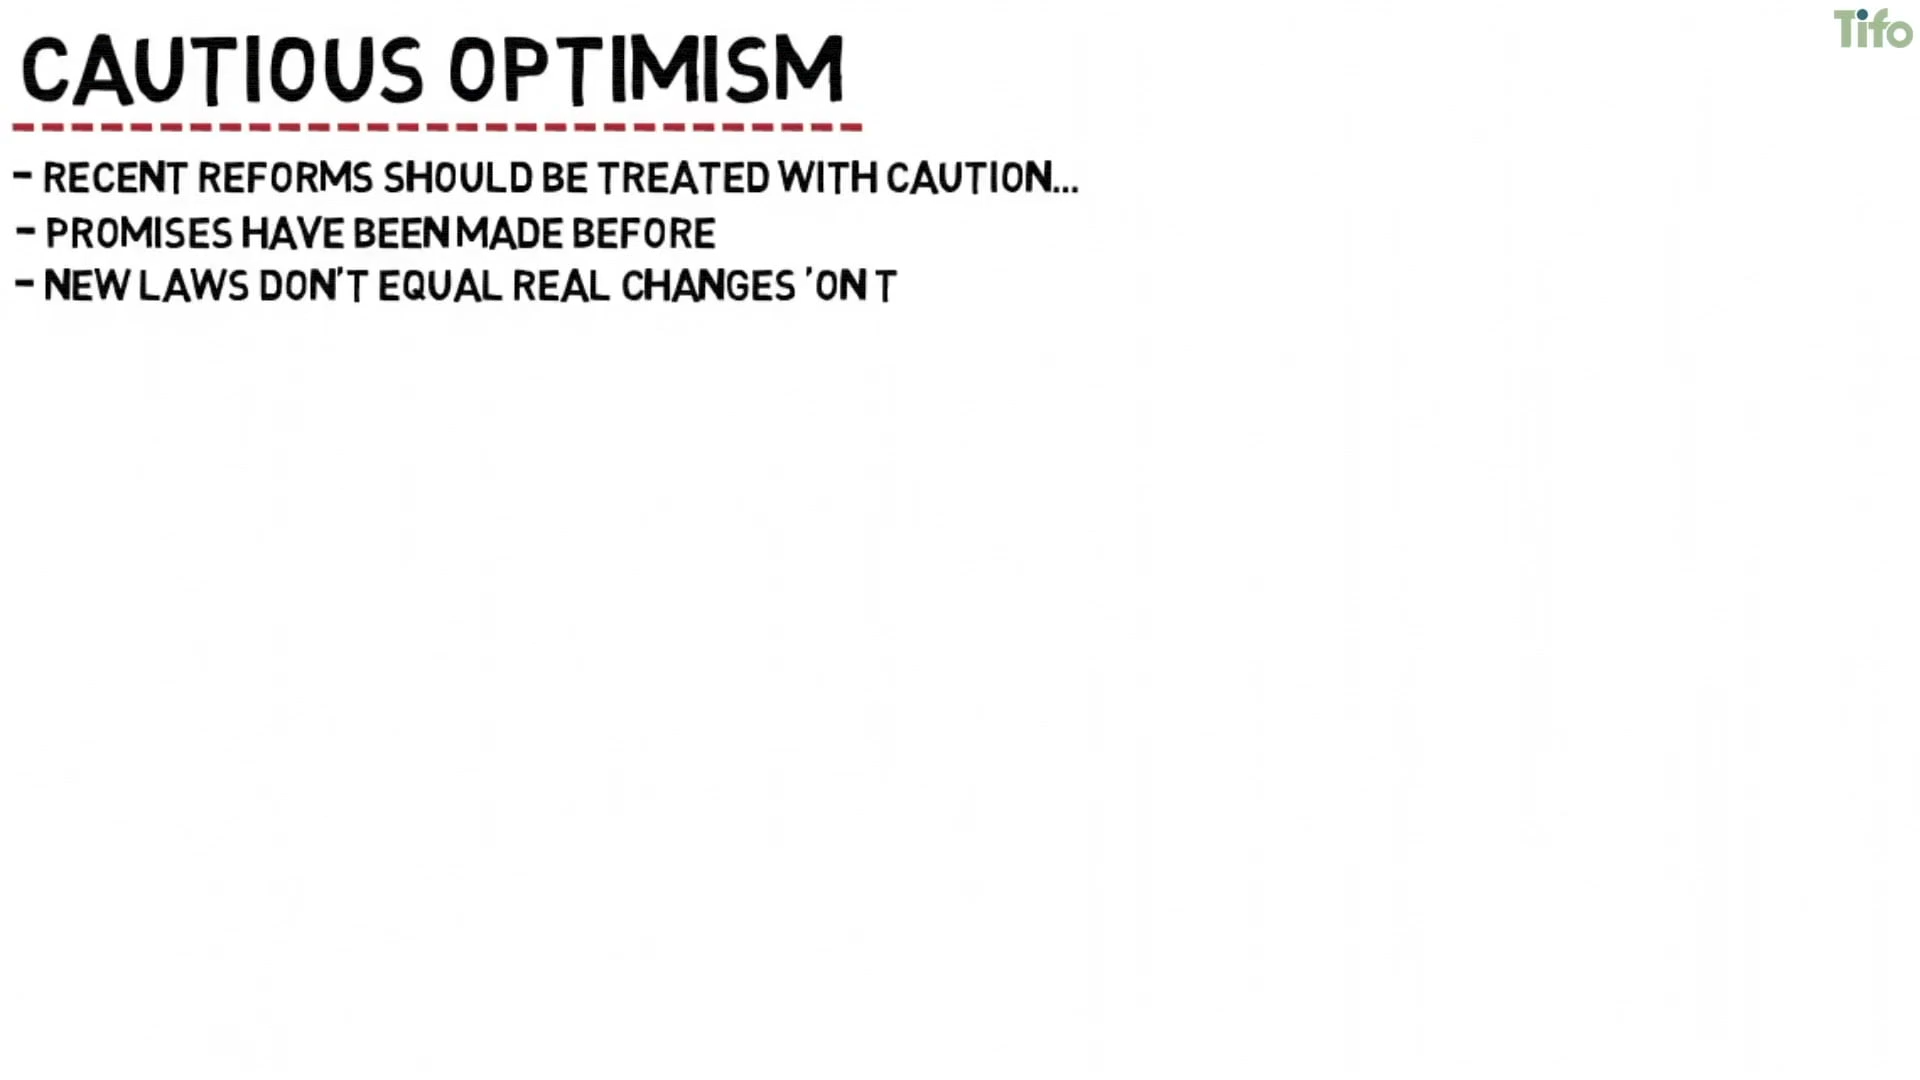 Tifo
CAUTIOUS OPTIMISM
- RECENT REFORMS SHOULD BE TREATED WITH CAUTION...
- PROMISES HAVE BEEN MADE BEFORE
- NEW LAWS DON'T EQUAL REAL CHANGES 'ON T